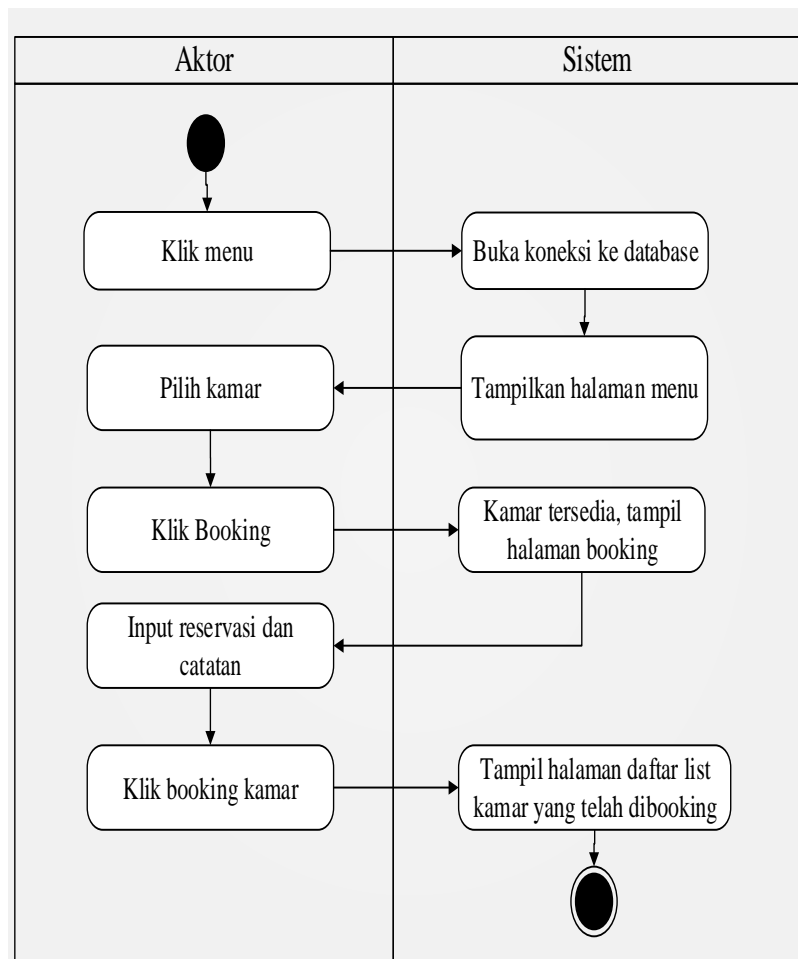 Aktor
Sistem
Klik menu
Buka koneksi ke database
Pilih kamar
Tampilkan halaman menu
Klik Booking
Kamar tersedia, tampil
halaman booking
Input reservasi dan
catatan
Klik booking kamar
Tampil halaman daftar list
kamar yang telah dibooking